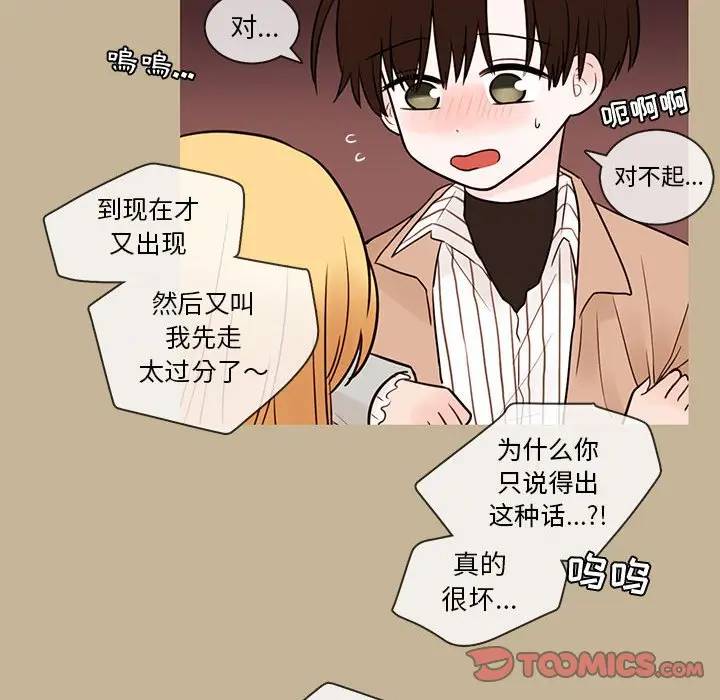 对...
嗚嗚...
呃啊啊
对不起...
到现在才
又出现
然后又叫
我先走
太过分了～
为什么你
只说得出
这种话...?!
真的
很坏...
呜呜
TOOMICS.COM